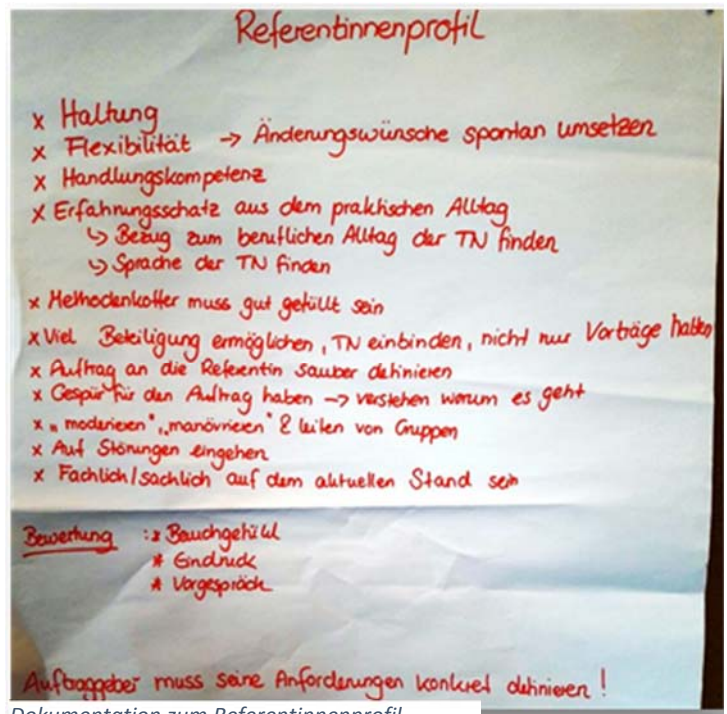 Referentinnenprofil
x Haltung
x Flexibilität → Änderungswünsche spontan umsetzen
x Handlungskompetenz
x Erfahrungsschatz aus dem praktischen Alltag
↳ Bezug zum beruflichen Alltag der TN finden
↳ Sprache der TN finden
x Methodenkoffer muss gut gefüllt sein
x Viel Beteiligung ermöglichen, TN einbinden, nicht nur Vorträge halten
x Auftrag an die Referentin sauber definieren
x Gespür für den Auftrag haben → verstehen worum es geht
x „moderieren", „manövrieren" & leiten von Gruppen
x Auf Störungen eingehen
x Fachlich/sachlich auf dem aktuellen Stand sein
Bewertung : x Bauchgefühl
x Eindruck
x Vorgespräch
Auftraggeber muss seine Anforderungen konkret definieren !
Dokumentation zum Referentinnenprofil